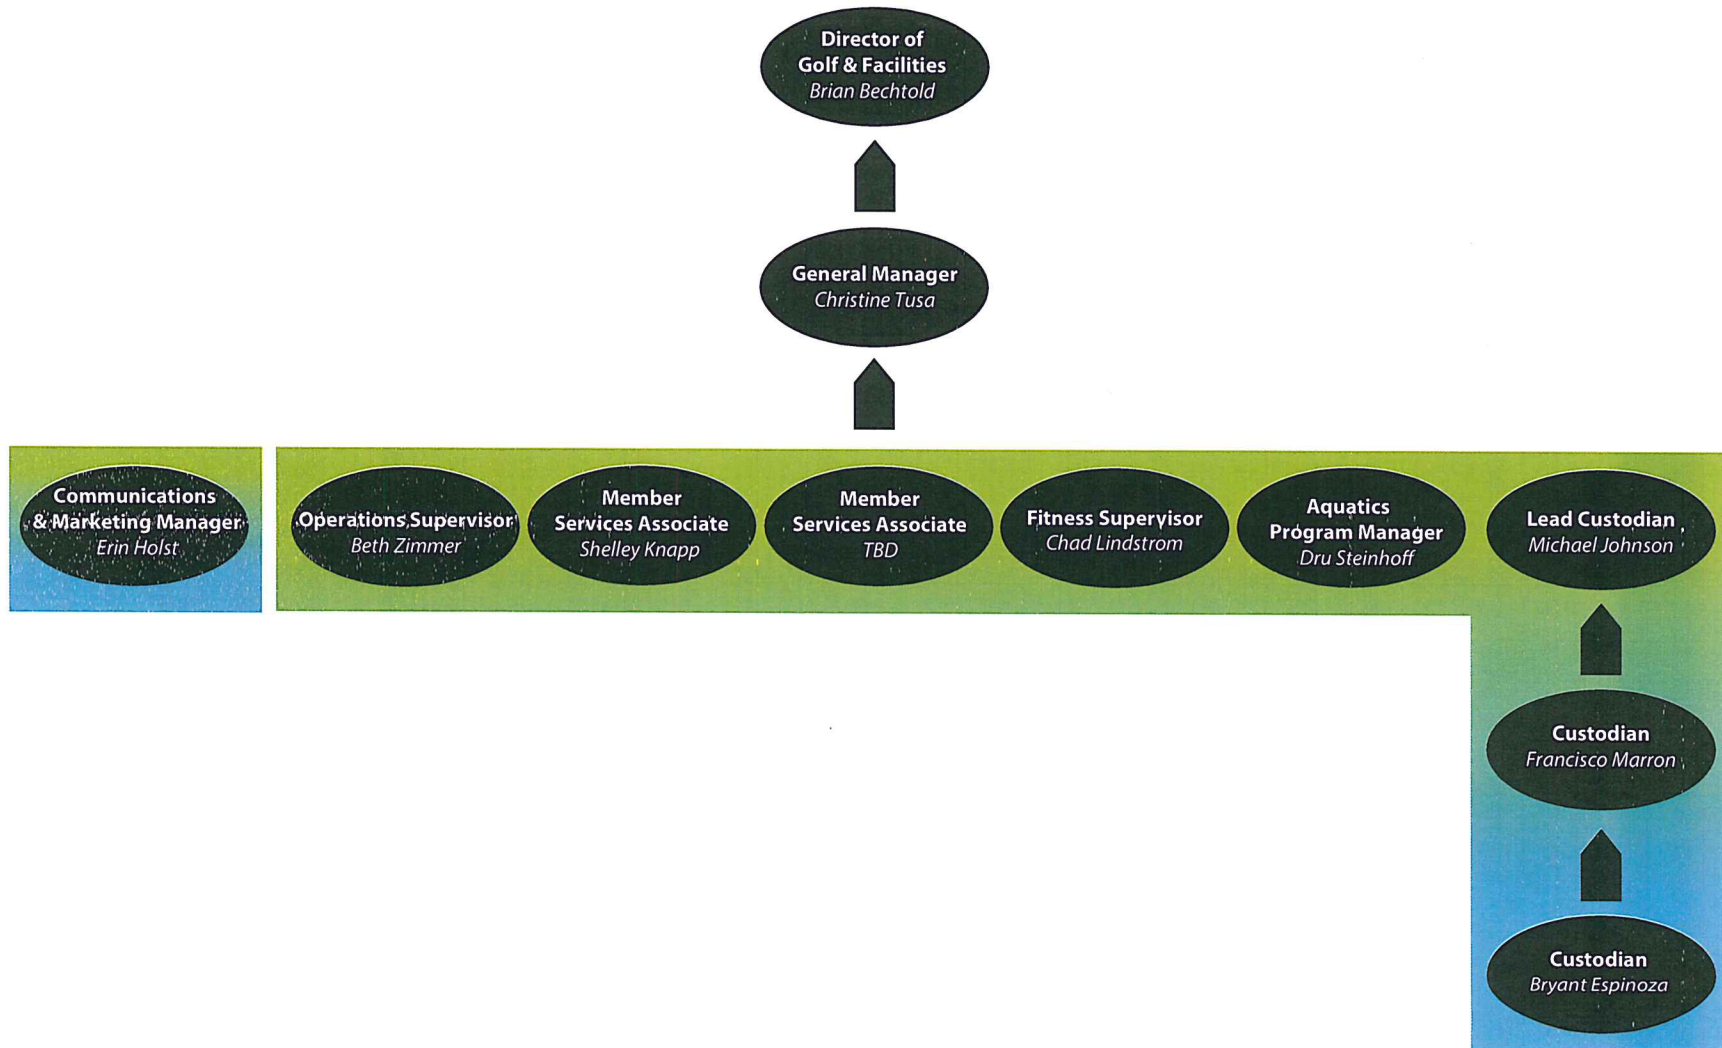 Director of
Golf & Facilities
Brian Bechtold
General Manager
Christine Tusa
Communications
& Marketing Manager
Erin Holst
Operations Supervisor
Beth Zimmer
Member
Services Associate
Shelley Knapp
Member
Services Associate
TBD
Fitness Supervisor
Chad Lindstrom
Aquatics
Program Manager
Dru Steinhoff
Lead Custodian
Michael Johnson
Custodian
Francisco Marron
Custodian
Bryant Espinoza